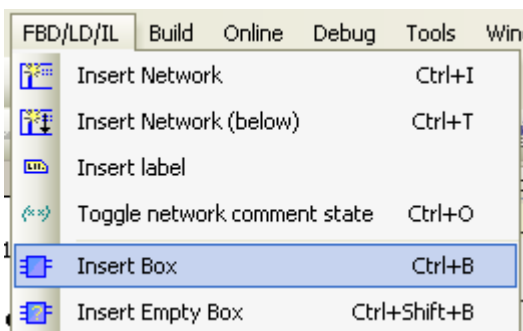 FBD/LD/IL Build Online Debug Tools Win
Insert Network Ctrl+I
Insert Network (below) Ctrl+T
Insert label
Toggle network comment state Ctrl+O
Insert Box Ctrl+B
Insert Empty Box Ctrl+Shift+B